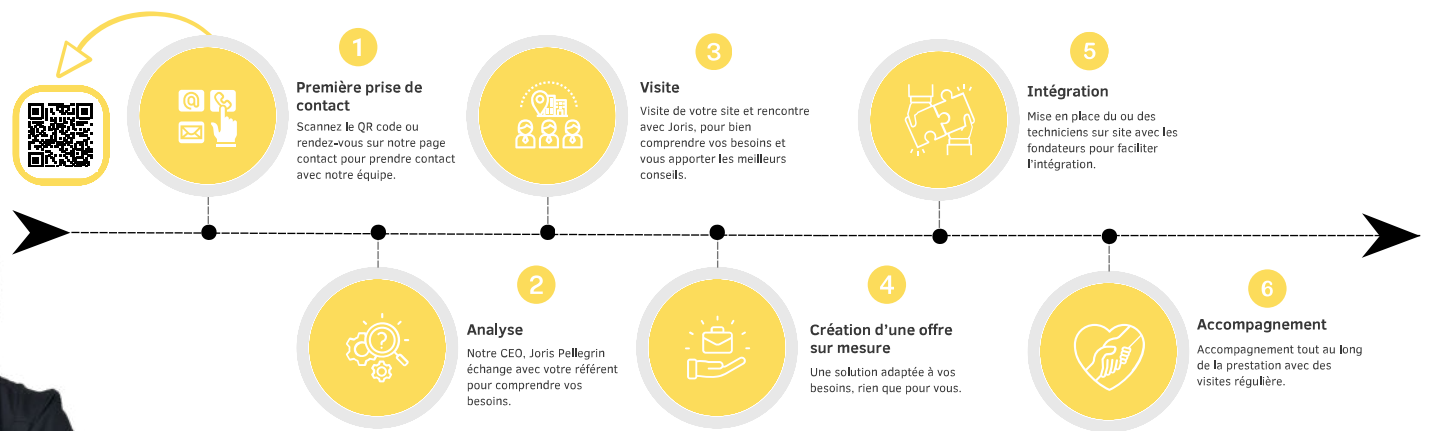 1
Première prise de
contact
Scannez le QR code ou
rendez-vous sur notre page
contact pour prendre contact
avec notre équipe.
2
Analyse
Notre CEO, Joris Pellegrin
échange avec votre référent
pour comprendre vos
besoins.
3
Visite
Visite de votre site et rencontre
avec Joris, pour bien
comprendre vos besoins et
vous apporter les meilleurs
conseils.
4
Création d'une offre
sur mesure
Une solution adaptée à vos
besoins, rien que pour vous.
5
Intégration
Mise en place du ou des
techniciens sur site avec les
fondateurs pour faciliter
l'intégration.
6
Accompagnement
Accompagnement tout au long
de la prestation avec des
visites régulière.